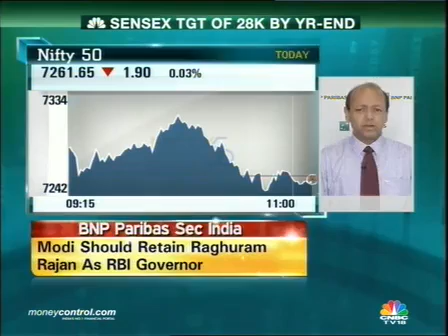 SENSEX TGT OF 28K BY YR-END
Nifty 50 TODAY
7261.65 1.90 0.03%
7334
7242
09:15 11:00
BNP Paribas Sec India
Modi Should Retain Raghuram
Rajan As RBI Governor
moneycontrol.com
CNBC
TV18